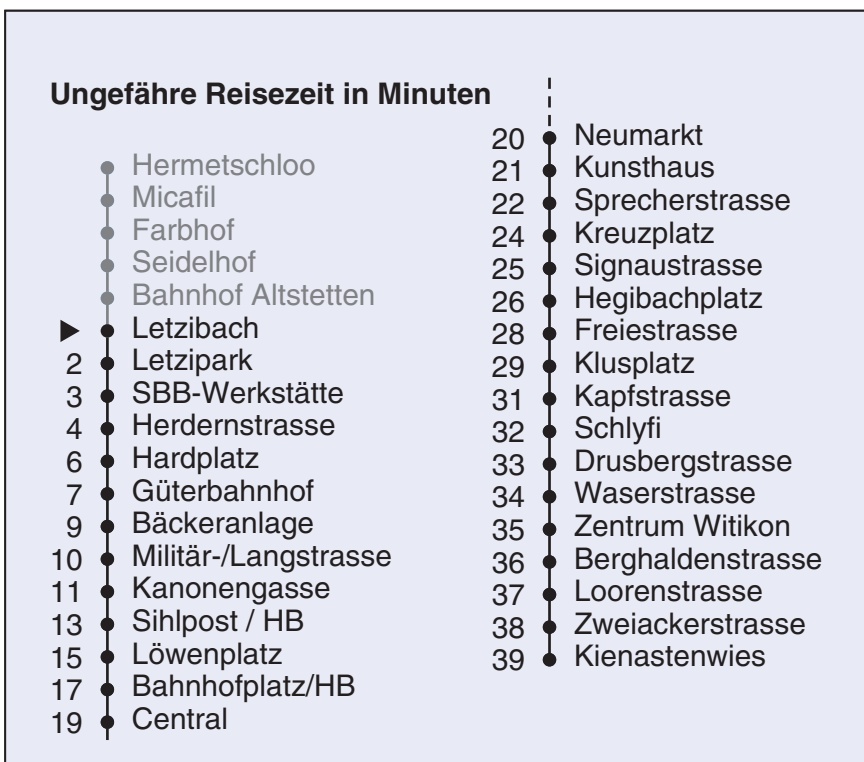 Ungefähre Reisezeit in Minuten
Hermetschloo
Micafil
Farbhof
Seidelhof
Bahnhof Altstetten
Letzibach
2 Letzipark
3 SBB-Werkstätte
4 Herdernstrasse
6 Hardplatz
7 Güterbahnhof
9 Bäckeranlage
10 Militär-/Langstrasse
11 Kanonengasse
13 Sihlpost / HB
15 Löwenplatz
17 Bahnhofplatz/HB
19 Central
20 Neumarkt
21 Kunsthaus
22 Sprecherstrasse
24 Kreuzplatz
25 Signaustrasse
26 Hegibachplatz
28 Freiestrasse
29 Klusplatz
31 Kapfstrasse
32 Schlyfi
33 Drusbergstrasse
34 Waserstrasse
35 Zentrum Witikon
36 Berghaldenstrasse
37 Loorenstrasse
38 Zweiackerstrasse
39 Kienastenwies